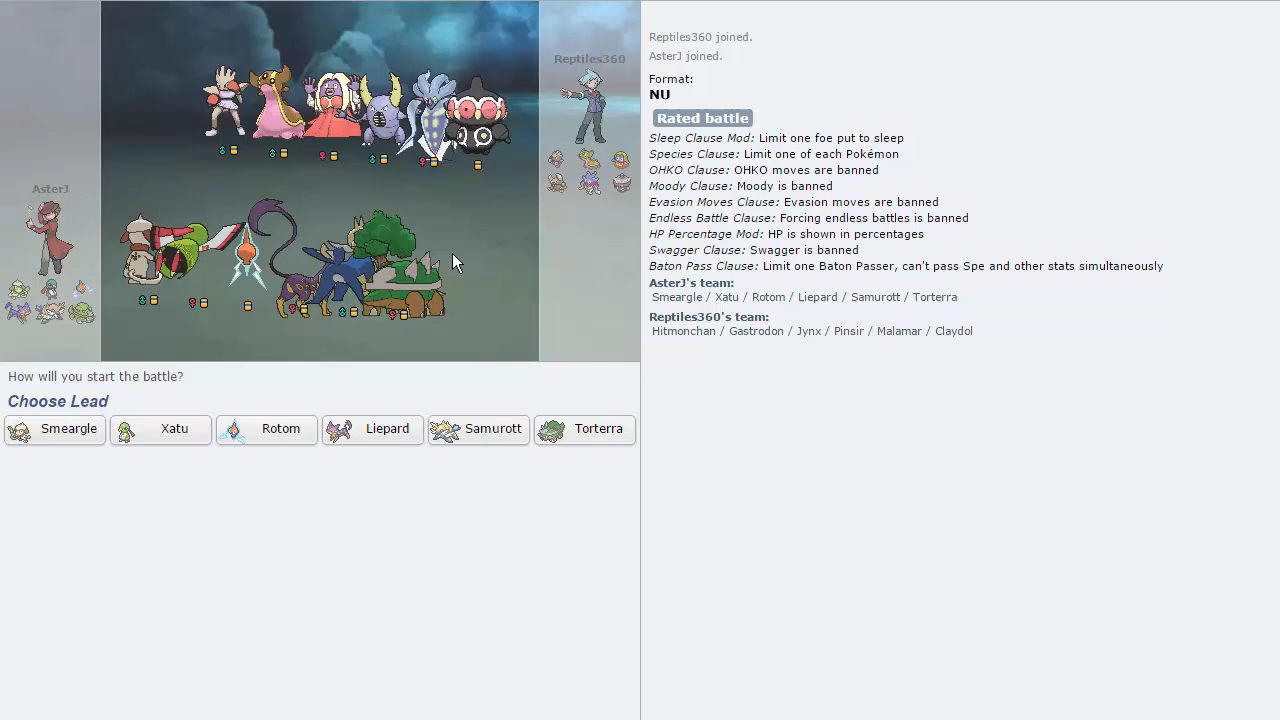 Reptiles360
AsterJ
How will you start the battle?
Choose Lead
Smeargle
Xatu
Rotom
Liepard
Samurott
Torterra
Reptiles360 joined.
AsterJ joined.
Format:
NU
Rated battle
Sleep Clause Mod: Limit one foe put to sleep
Species Clause: Limit one of each Pokémon
OHKO Clause: OHKO moves are banned
Moody Clause: Moody is banned
Evasion Moves Clause: Evasion moves are banned
Endless Battle Clause: Forcing endless battles is banned
HP Percentage Mod: HP is shown in percentages
Swagger Clause: Swagger is banned
Baton Pass Clause: Limit one Baton Passer, can't pass Spe and other stats simultaneously
AsterJ's team:
Smeargle / Xatu / Rotom / Liepard / Samurott / Torterra
Reptiles360's team:
Hitmonchan / Gastrodon / Jynx / Pinsir / Malamar / Claydol